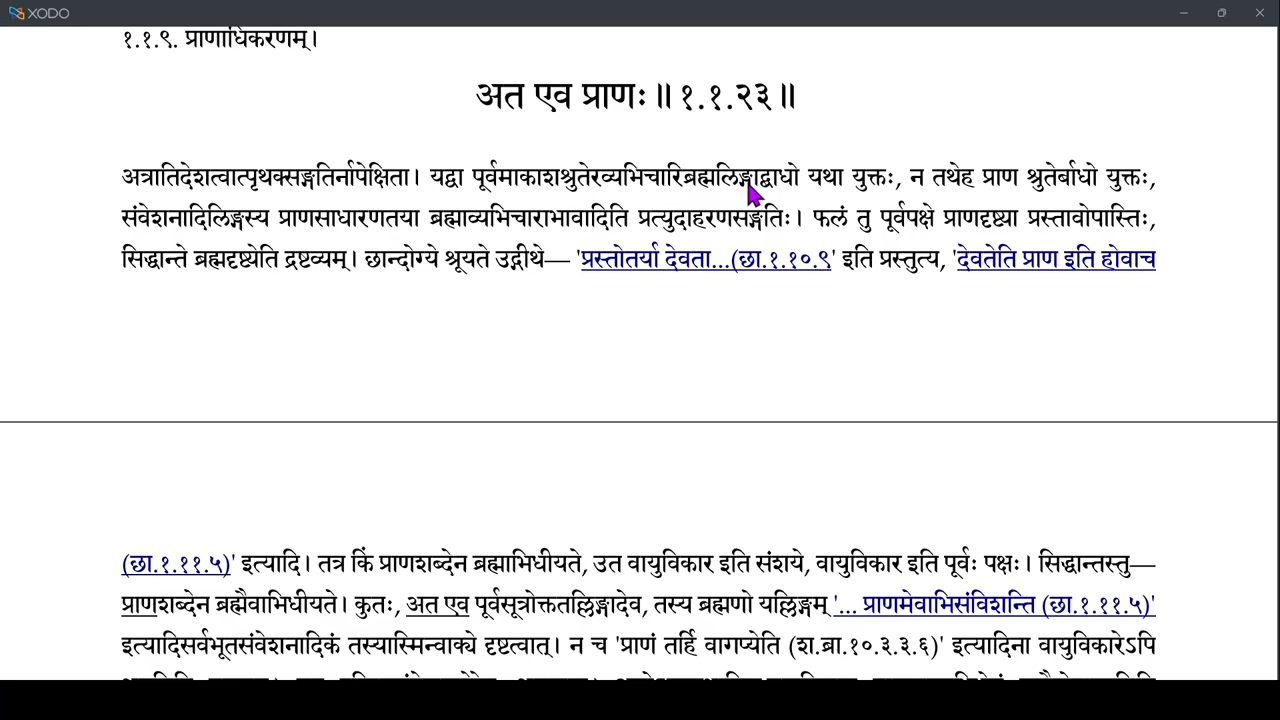 XODO
१.१.९. प्राणाधिकरणम्।
अत एव प्राणः॥१.१.२३॥
अत्रातिदेशत्वात्पृथक्सङ्गतिर्नापेक्षिता। यद्वा पूर्वमाकाशश्रुतेरव्यभिचारिब्रह्मलिङ्गाद्बाधो यथा युक्तः, न तथेह प्राण श्रुतेर्बाधो युक्तः,
संवेशनादिलिङ्गस्य प्राणसाधारणतया ब्रह्माव्यभिचाराभावादिति प्रत्युदाहरणसङ्गतिः। फलं तु पूर्वपक्षे प्राणदृष्ट्या प्रस्तावोपास्तिः,
सिद्धान्ते ब्रह्मदृष्ट्येति द्रष्टव्यम्। छान्दोग्ये श्रूयते उद्गीथे— 'प्रस्तोतर्या देवता...(छा.१.१०.९' इति प्रस्तुत्य, 'देवतेति प्राण इति होवाच
(छा.१.११.५)' इत्यादि। तत्र किं प्राणशब्देन ब्रह्माभिधीयते, उत वायुविकार इति संशये, वायुविकार इति पूर्वः पक्षः। सिद्धान्तस्तु—
प्राणशब्देन ब्रह्मैवाभिधीयते। कुतः, अत एव पूर्वसूत्रोक्ततल्लिङ्गादेव, तस्य ब्रह्मणो यल्लिङ्गम् '... प्राणमेवाभिसंविशन्ति (छा.१.११.५)'
इत्यादिसर्वभूतसंवेशनादिकं तस्यास्मिन्वाक्ये दृष्टत्वात्। न च 'प्राणं तर्हि वागप्येति (श.ब्रा.१०.३.३.६)' इत्यादिना वायुविकारेऽपि